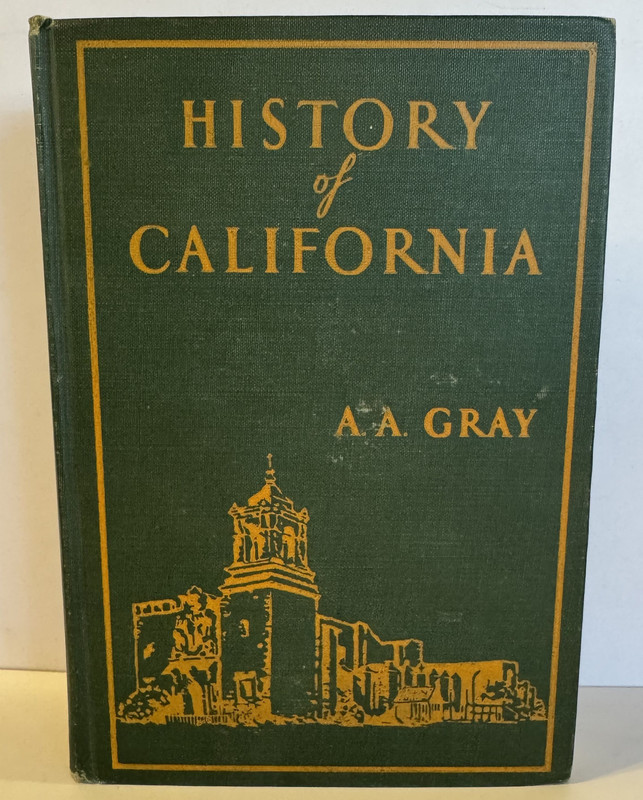 HISTORY
of
CALIFORNIA
A. A. GRAY